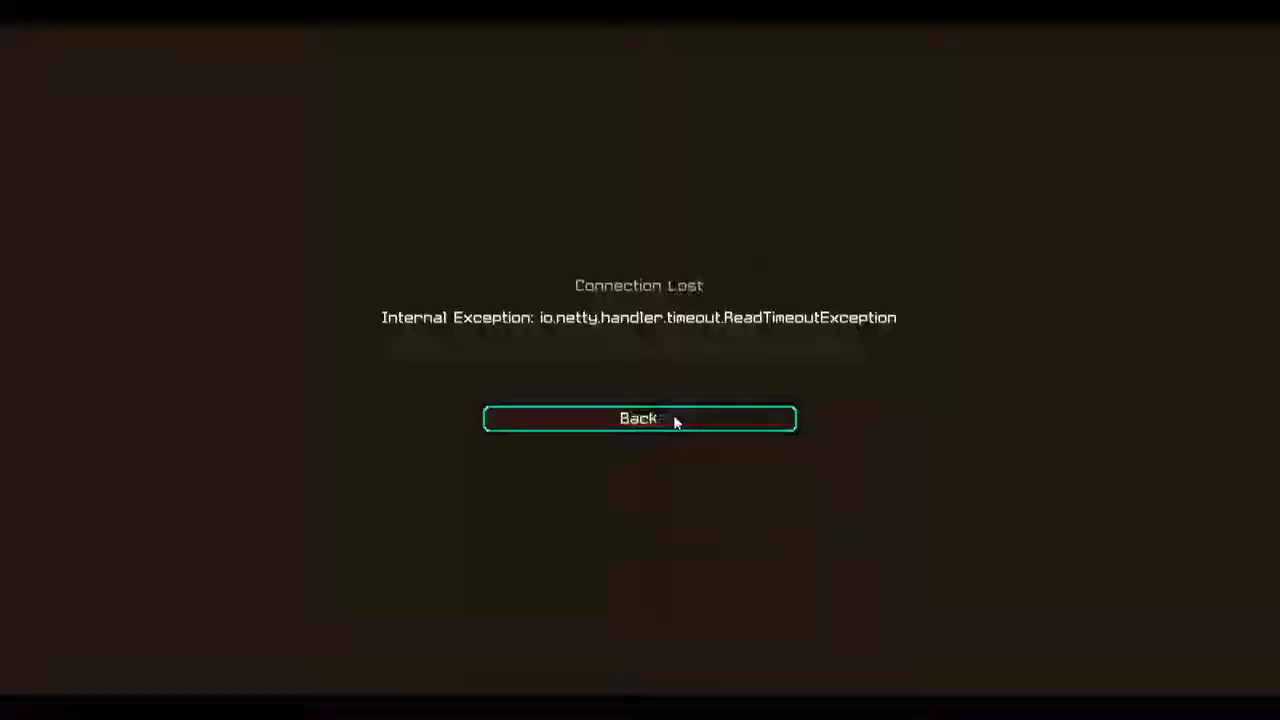 Connection Lost
Internal Exception: io.netty.handler.timeout.ReadTimeoutException
Back